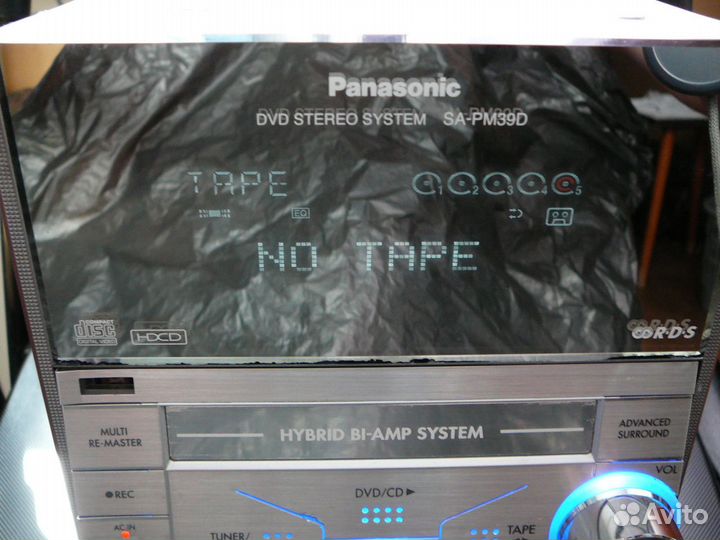 Panasonic
DVD STEREO SYSTEM SA-PM39D
TAPE
1 2 3 4 5
EQ
NO TAPE
COMPACT
disc
DIGITAL VIDEO
HDCD
R·D·S
MULTI
RE-MASTER
HYBRID BI-AMP SYSTEM
ADVANCED
SURROUND
VOL
REC
DVD/CD
AC IN
TUNER/
TAPE
Avito